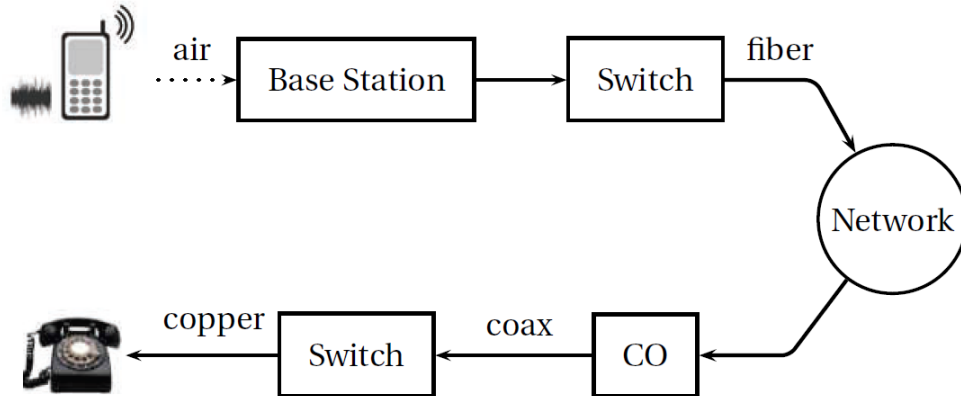 air
Base Station
Switch
fiber
Network
copper
Switch
coax
CO